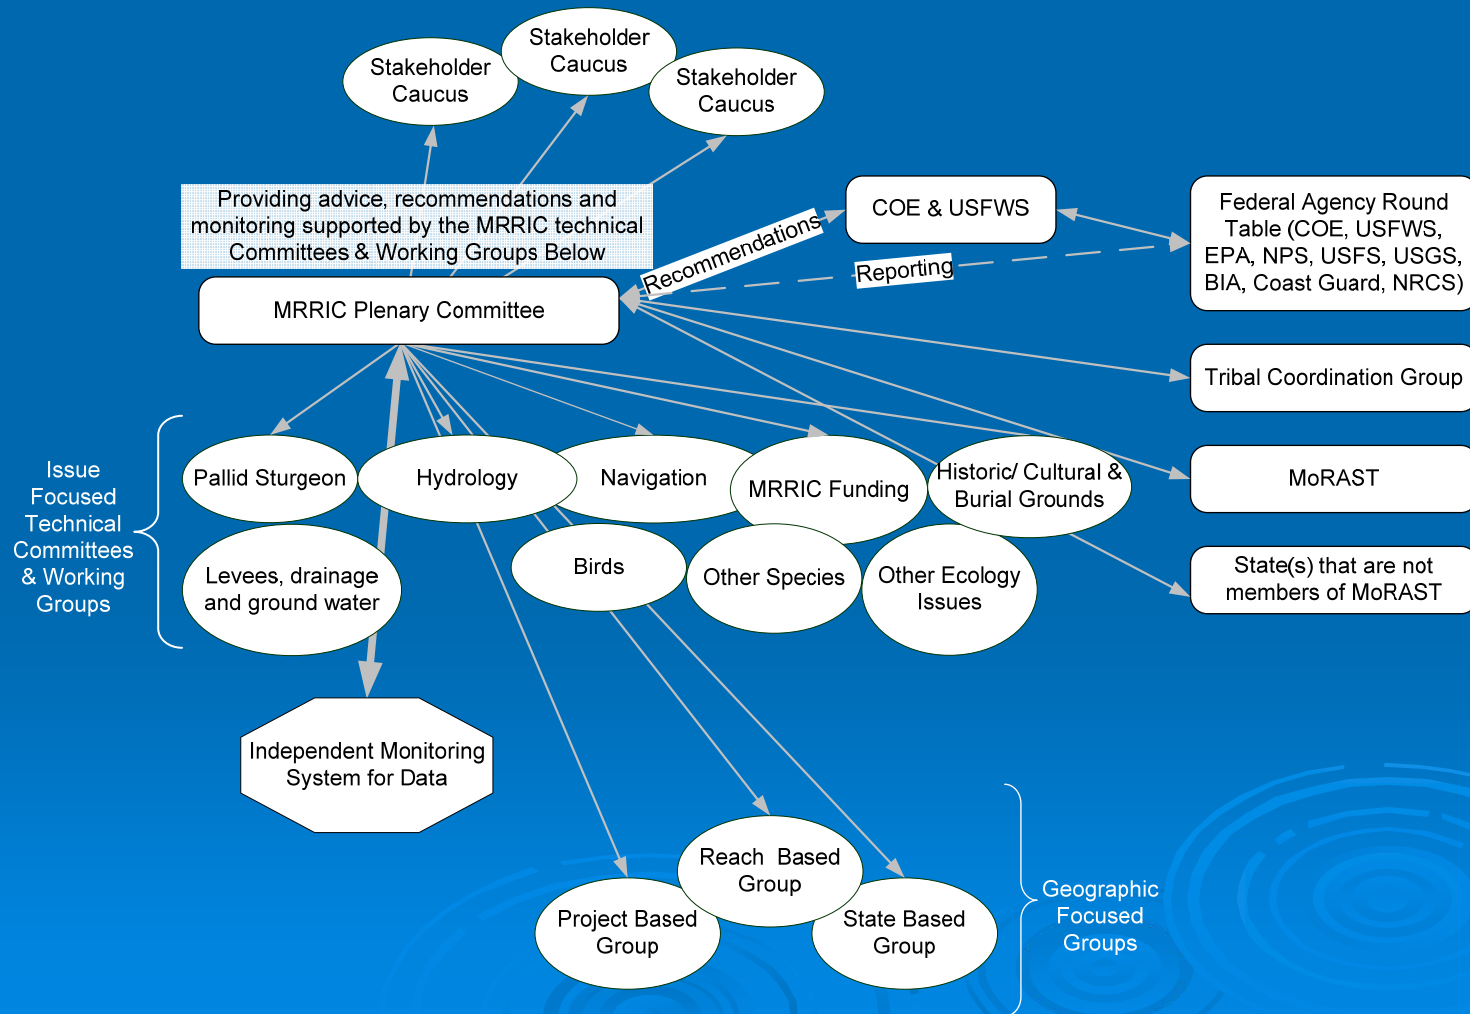 Stakeholder
Caucus
Stakeholder
Caucus
Stakeholder
Caucus
Providing advice, recommendations and
monitoring supported by the MRRIC technical
Committees & Working Groups Below
MRRIC Plenary Committee
Recommendations
Reporting
COE & USFWS
Federal Agency Round
Table (COE, USFWS,
EPA, NPS, USFS, USGS,
BIA, Coast Guard, NRCS)
Tribal Coordination Group
MoRAST
State(s) that are not
members of MoRAST
Issue
Focused
Technical
Committees
& Working
Groups
Pallid Sturgeon
Hydrology
Navigation
MRRIC Funding
Historic/ Cultural &
Burial Grounds
Levees, drainage
and ground water
Birds
Other Species
Other Ecology
Issues
Independent Monitoring
System for Data
Project Based
Group
Reach Based
Group
State Based
Group
Geographic
Focused
Groups